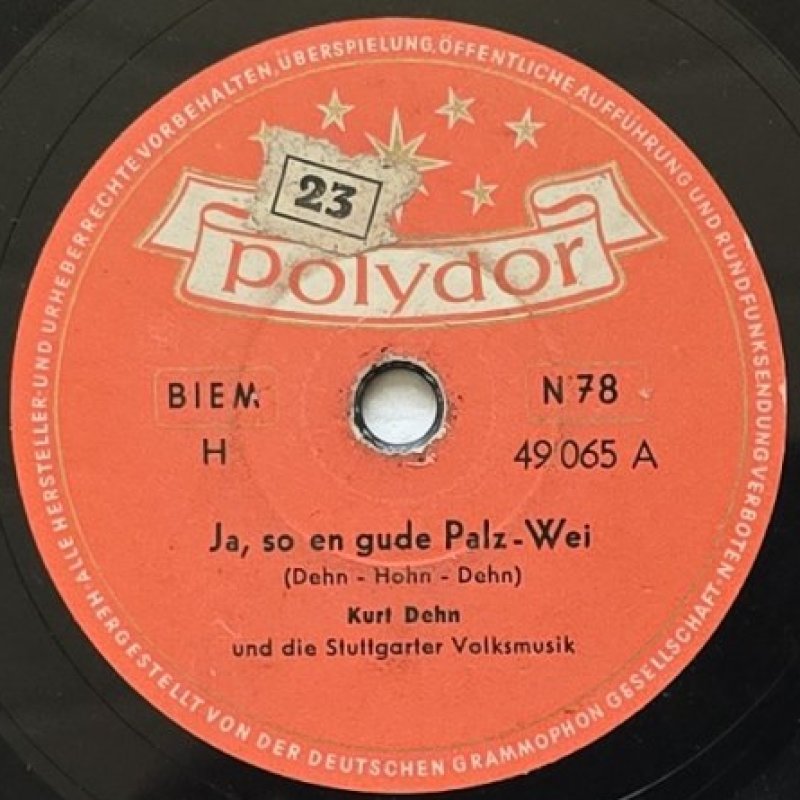 ALLE HERSTELLER- UND URHEBERRECHTE VORBEHALTEN, ÜBERSPIELUNG, ÖFFENTLICHE AUFFÜHRUNG UND RUNDFUNKSENDUNG VERBOTEN.
23
polydor
BIEM
N 78
H
49 065 A
Ja, so en gude Palz-Wei
(Dehn - Hohn - Dehn)
Kurt Dehn
und die Stuttgarter Volksmusik
HERGESTELLT VON DER DEUTSCHEN GRAMMOPHON GESELLSCHAFT